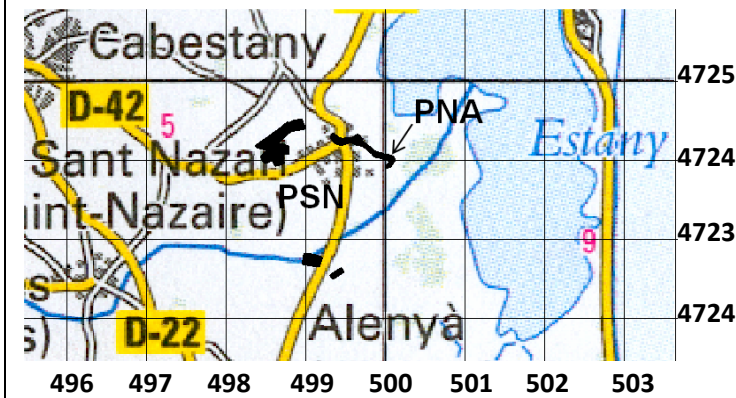 Cabestany
4725
D-42
PNA
5
Estany
Sant Nazai
4724
PSN
int-Nazaire)
4723
9
s
4724
s)
D-22
Alenyà
496 497 498 499 500 501 502 503